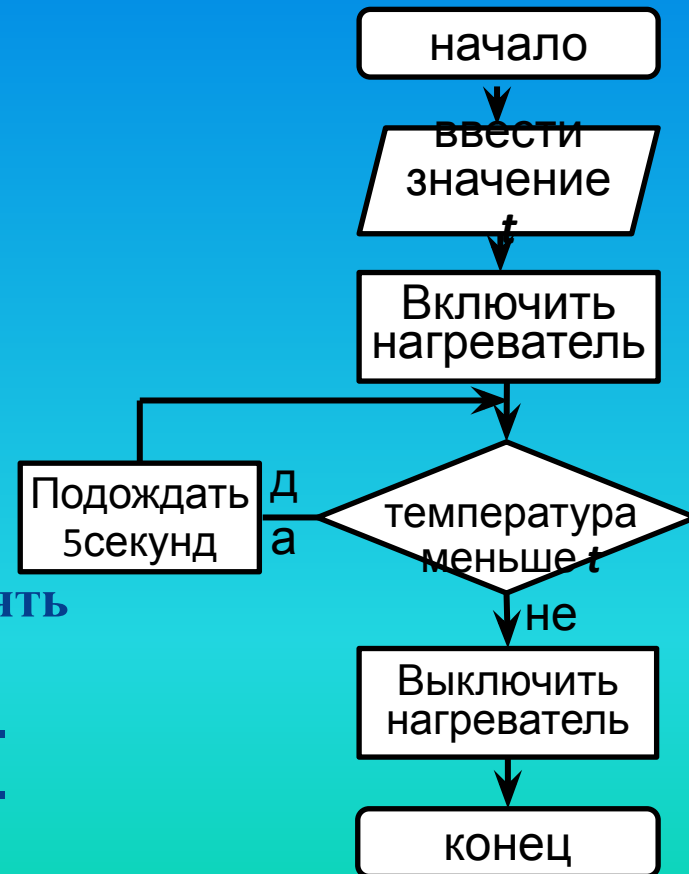 начало
ввести
значение
t
Включить
нагреватель
Подождать
5секунд
д
а
температура
меньше t
не
Выключить
нагреватель
конец